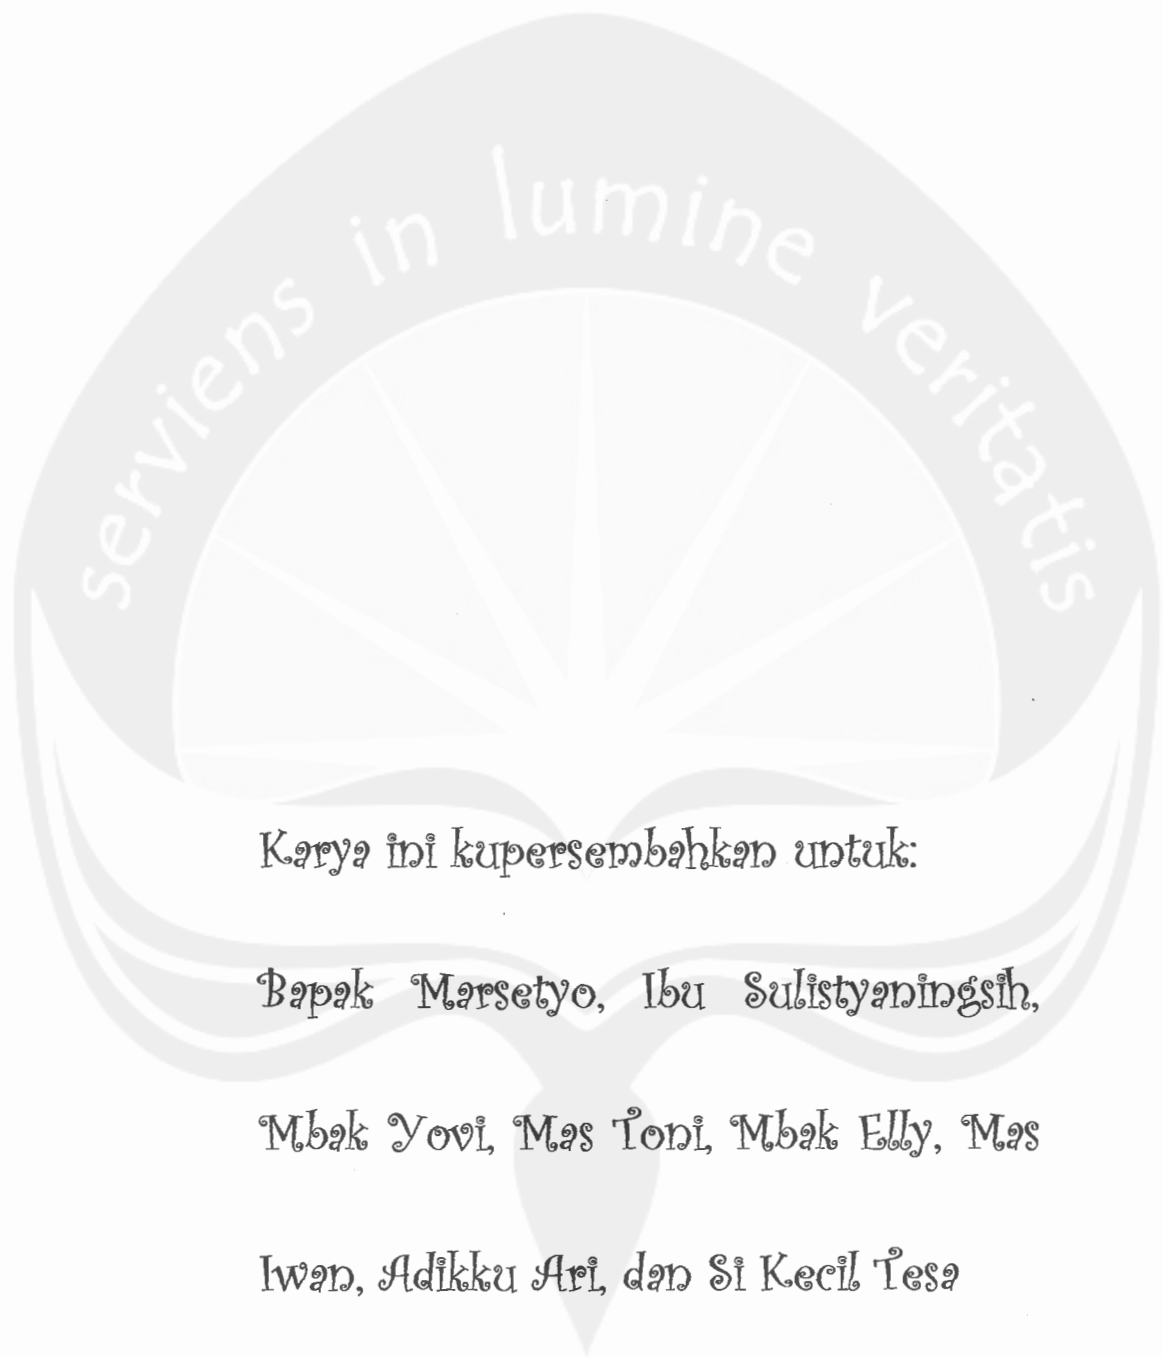 serviens in lumine veritatis
Karya ini kupersembahkan untuk:
Bapak Marsetyo, Ibu Sulistyaningsih,
Mbak Yovi, Mas Toni, Mbak Elly, Mas
Iwan, Adikku Ari, dan Si Kecil Tesa